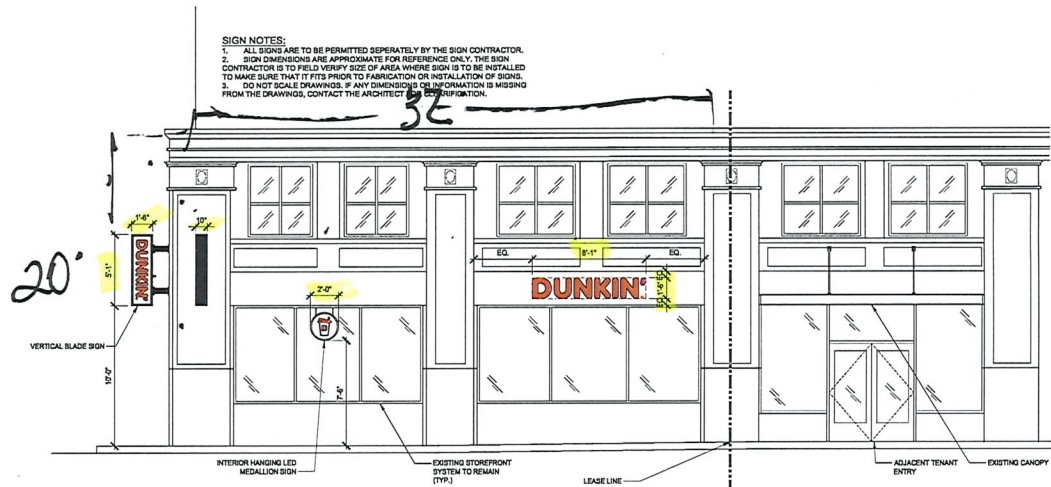 SIGN NOTES:
1. ALL SIGNS ARE TO BE PERMITTED SEPERATELY BY THE SIGN CONTRACTOR.
2. SIGN DIMENSIONS ARE APPROXIMATE FOR REFERENCE ONLY. THE SIGN
CONTRACTOR IS TO FIELD VERIFY SIZE OF AREA WHERE SIGN IS TO BE INSTALLED
TO MAKE SURE THAT IT FITS PRIOR TO FABRICATION OR INSTALLATION OF SIGNS.
3. DO NOT SCALE DRAWINGS. IF ANY DIMENSIONS OR INFORMATION IS MISSING
FROM THE DRAWINGS, CONTACT THE ARCHITECT
32
1'-6"
10"
20'
5'-1"
DUNKIN'
EQ.
8'-1"
EQ.
DUNKIN'
EQ.
1'-6"
EQ.
2'-0"
VERTICAL BLADE SIGN
10'-0"
7'-6"
INTERIOR HANGING LED
MEDALLION SIGN
EXISTING STOREFRONT
SYSTEM TO REMAIN
(TYP.)
LEASE LINE
ADJACENT TENANT
ENTRY
EXISTING CANOPY